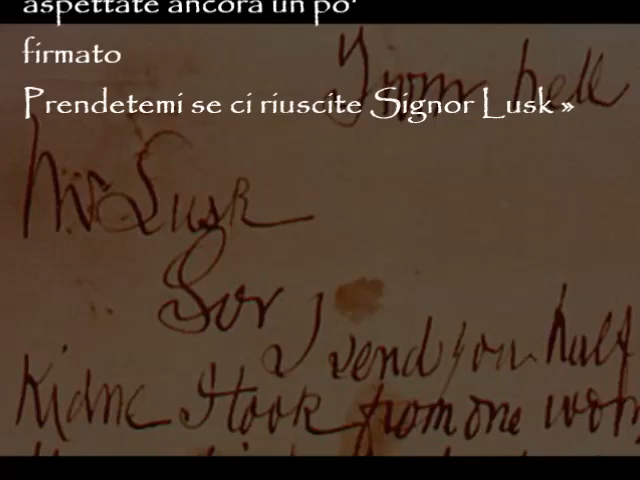 aspettate ancora un po'
firmato
From hell
Prendetemi se ci riuscite Signor Lusk »
Mr Lusk
Sor
I send you half
Kidne I took from one wom